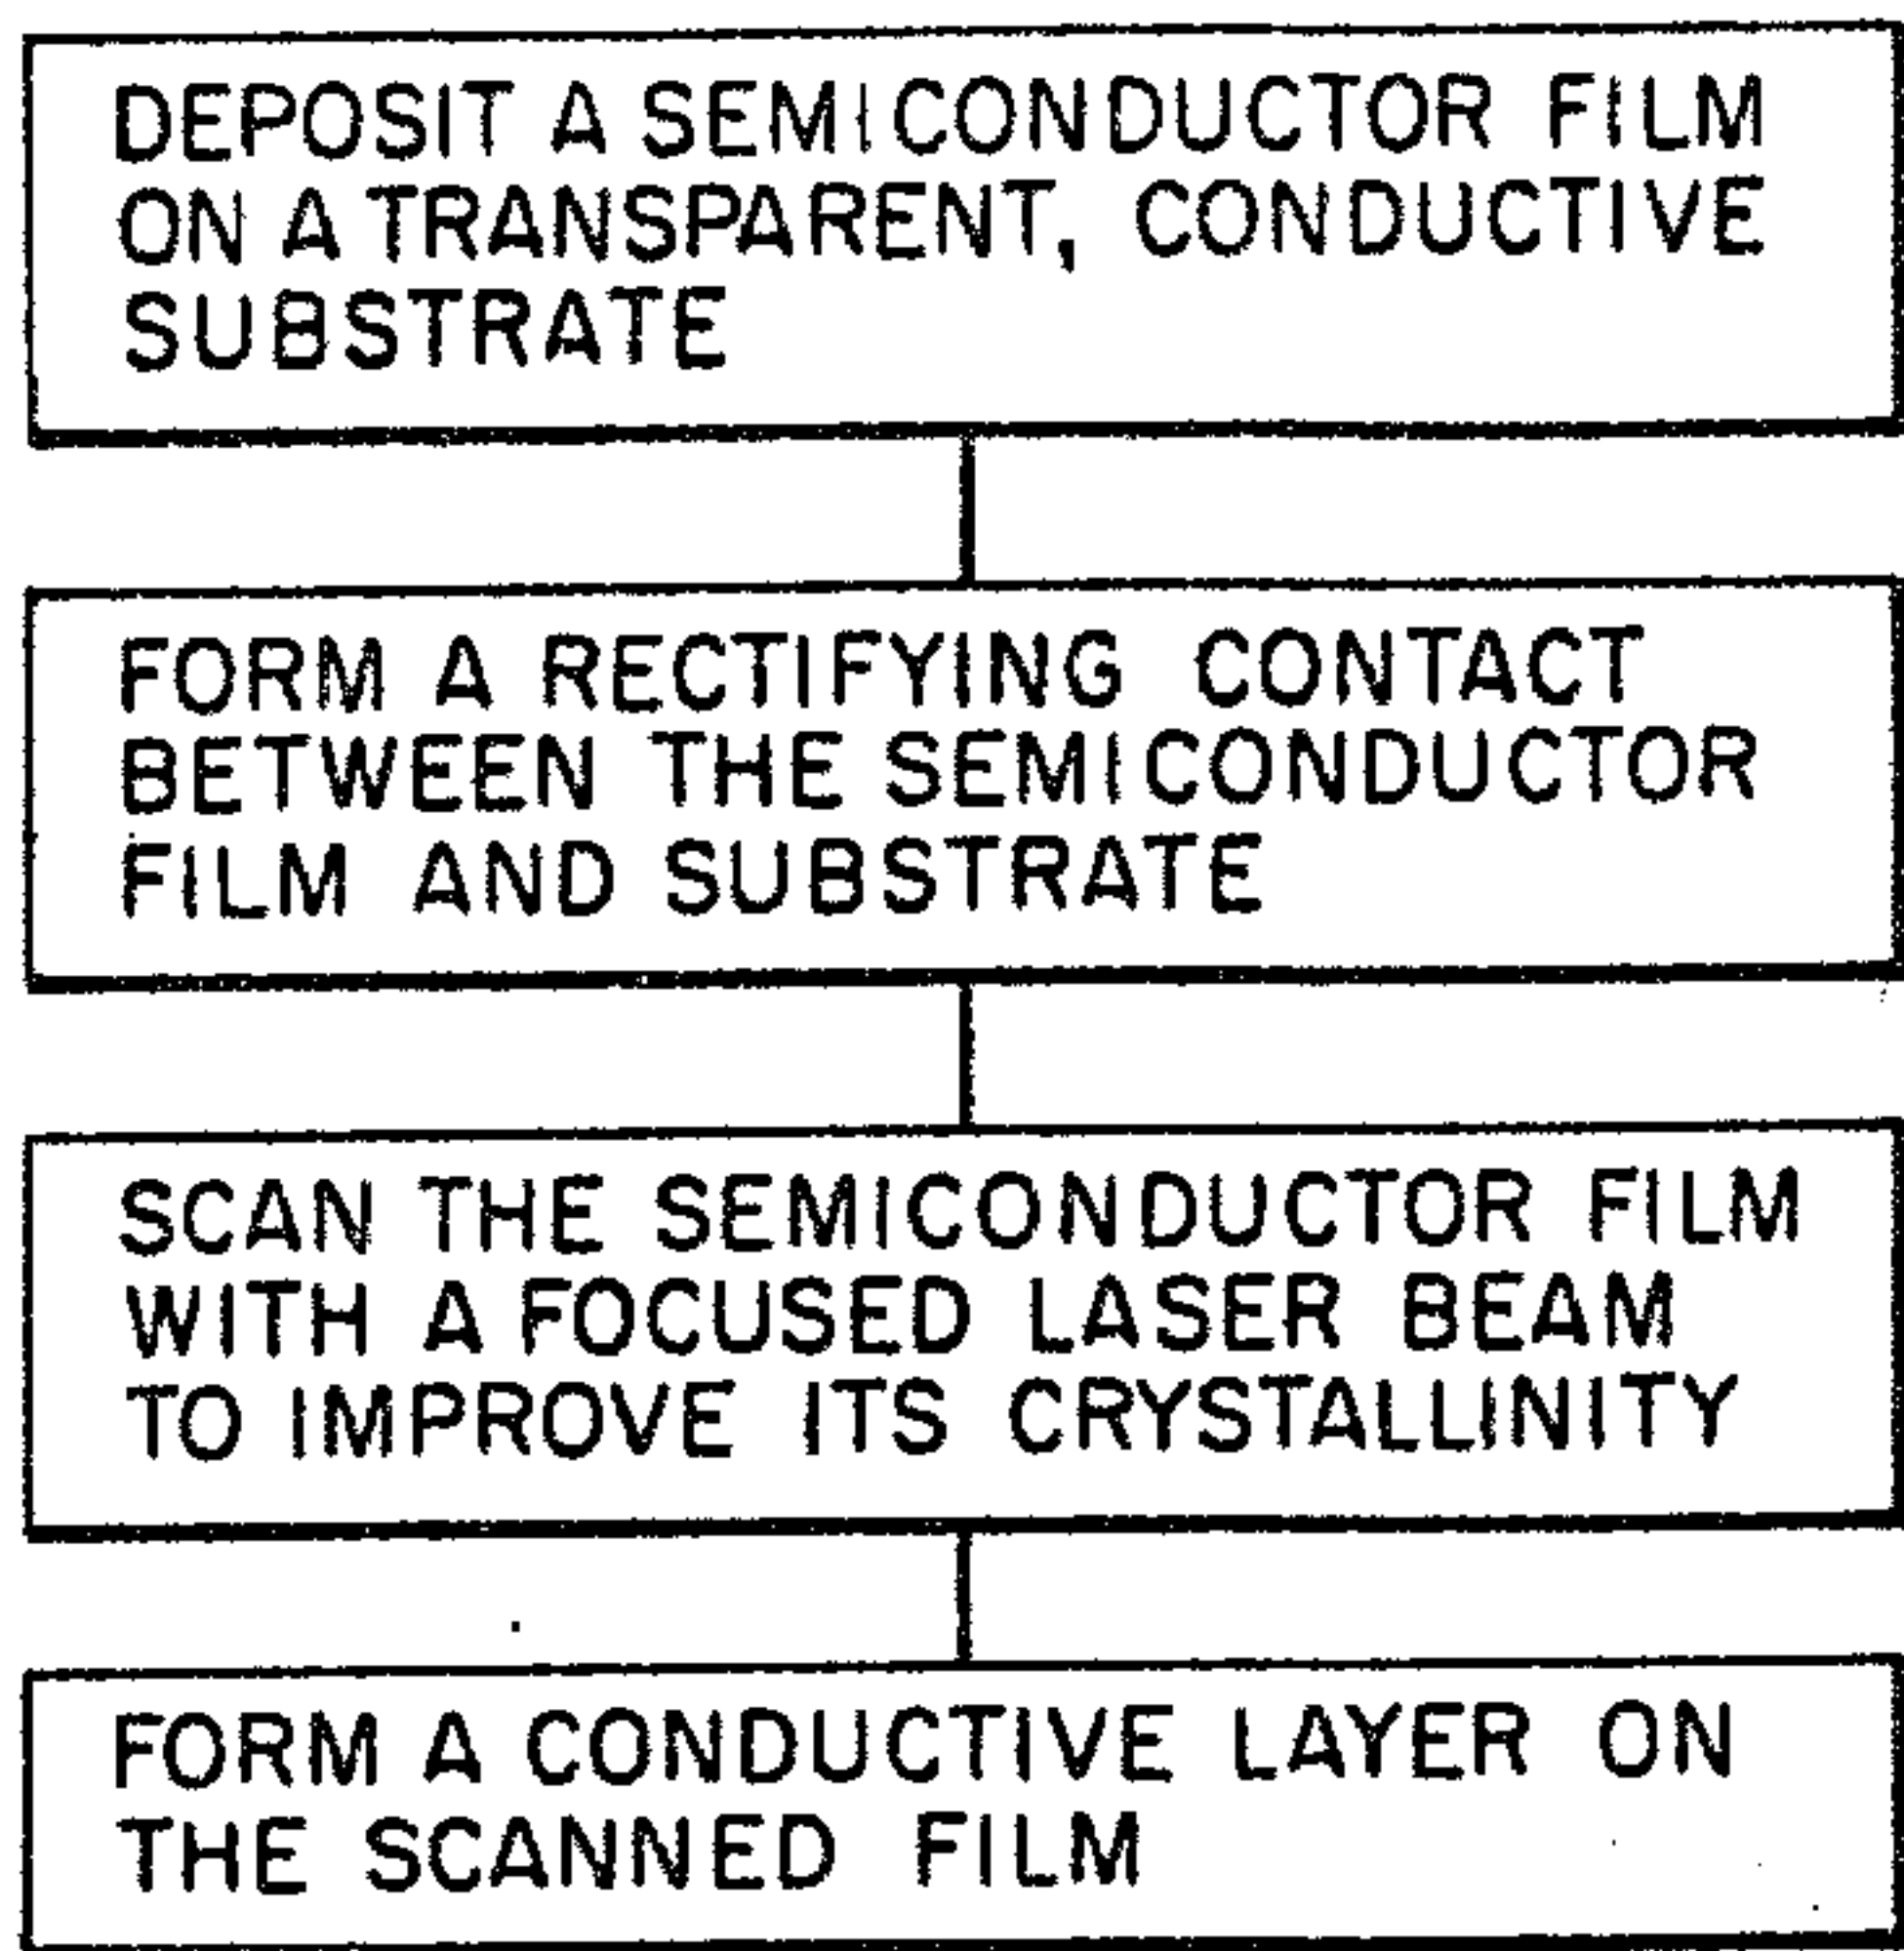 DEPOSIT A SEMICONDUCTOR FILM
ON A TRANSPARENT, CONDUCTIVE
SUBSTRATE
FORM A RECTIFYING CONTACT
BETWEEN THE SEMICONDUCTOR
FILM AND SUBSTRATE
SCAN THE SEMICONDUCTOR FILM
WITH A FOCUSED LASER BEAM
TO IMPROVE ITS CRYSTALLINITY
FORM A CONDUCTIVE LAYER ON
THE SCANNED FILM